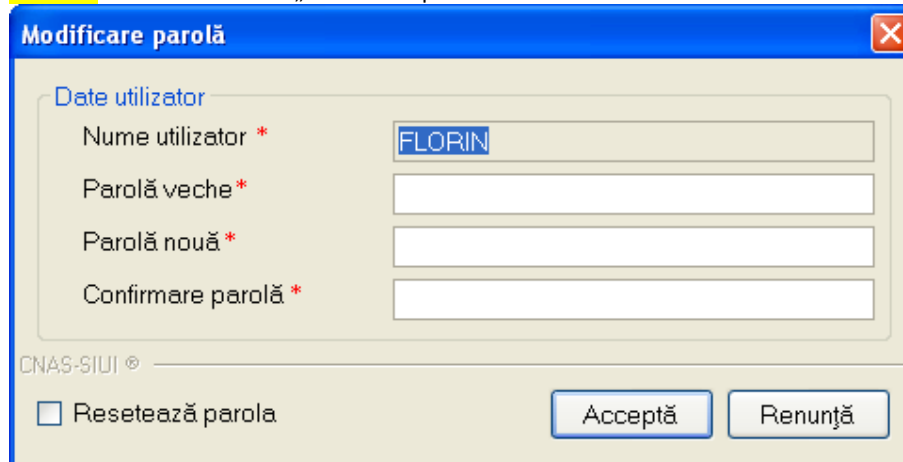 Modificare parolă
Date utilizator
Nume utilizator *
FLORIN
Parolă veche *
Parolă nouă *
Confirmare parolă *
CNAS-SIUI ®
Resetează parola
Acceptă
Renunţă